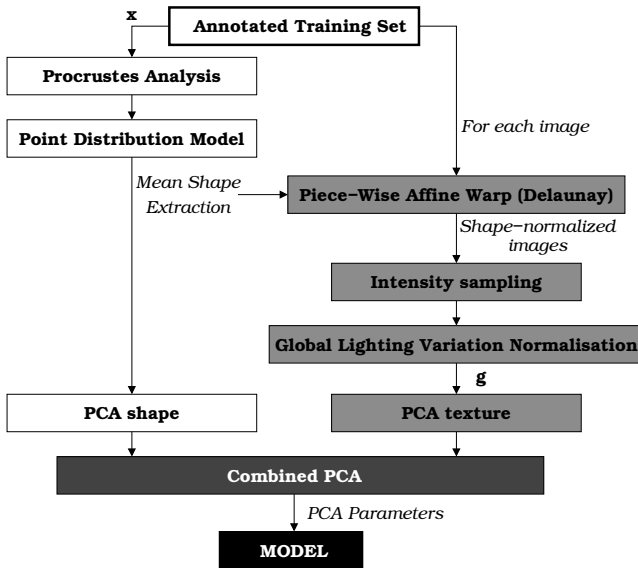 x
Annotated Training Set
Procrustes Analysis
Point Distribution Model
For each image
Mean Shape
Extraction
Piece−Wise Affine Warp (Delaunay)
Shape−normalized
images
Intensity sampling
Global Lighting Variation Normalisation
g
PCA shape
PCA texture
Combined PCA
PCA Parameters
MODEL